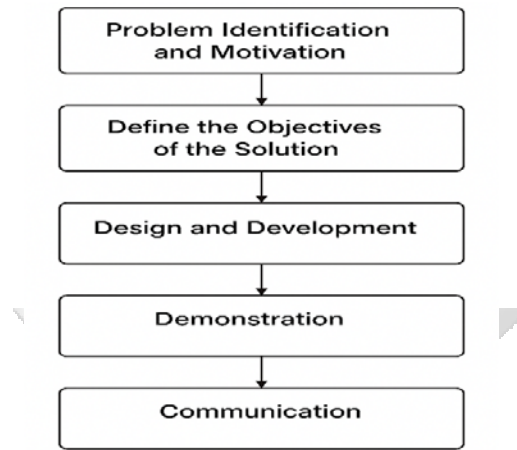 Problem Identification
and Motivation
Define the Objectives
of the Solution
Design and Development
Demonstration
Communication